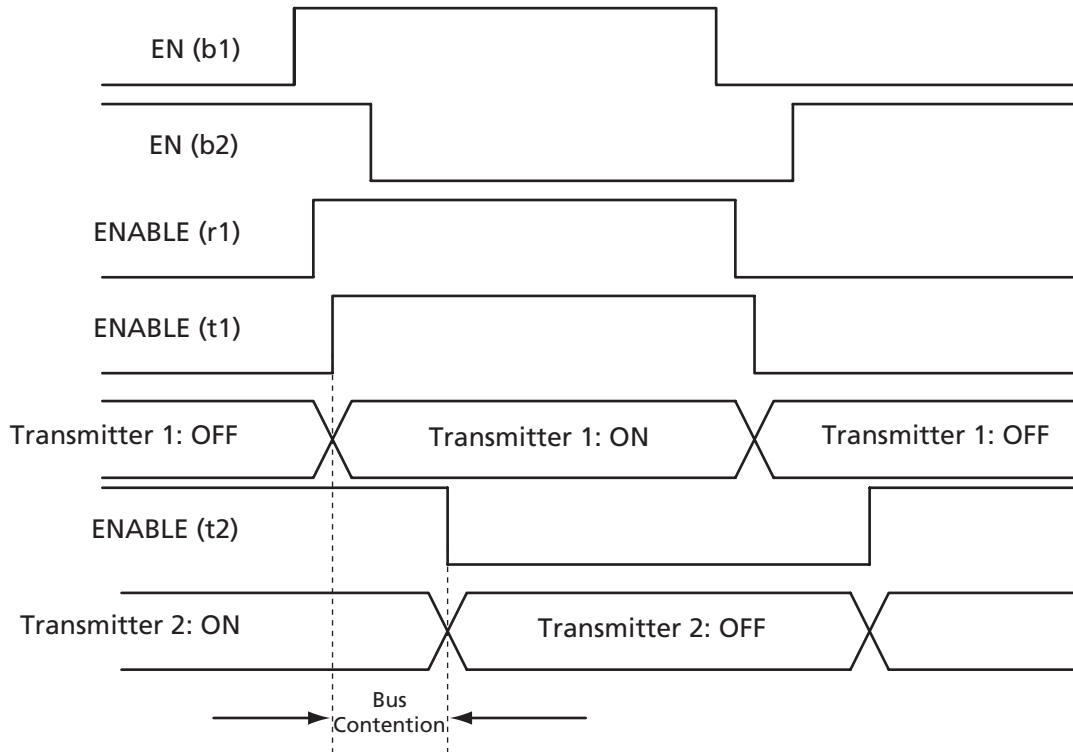 EN (b1)
EN (b2)
ENABLE (r1)
ENABLE (t1)
Transmitter 1: OFF
Transmitter 1: ON
Transmitter 1: OFF
ENABLE (t2)
Transmitter 2: ON
Transmitter 2: OFF
Bus
Contention